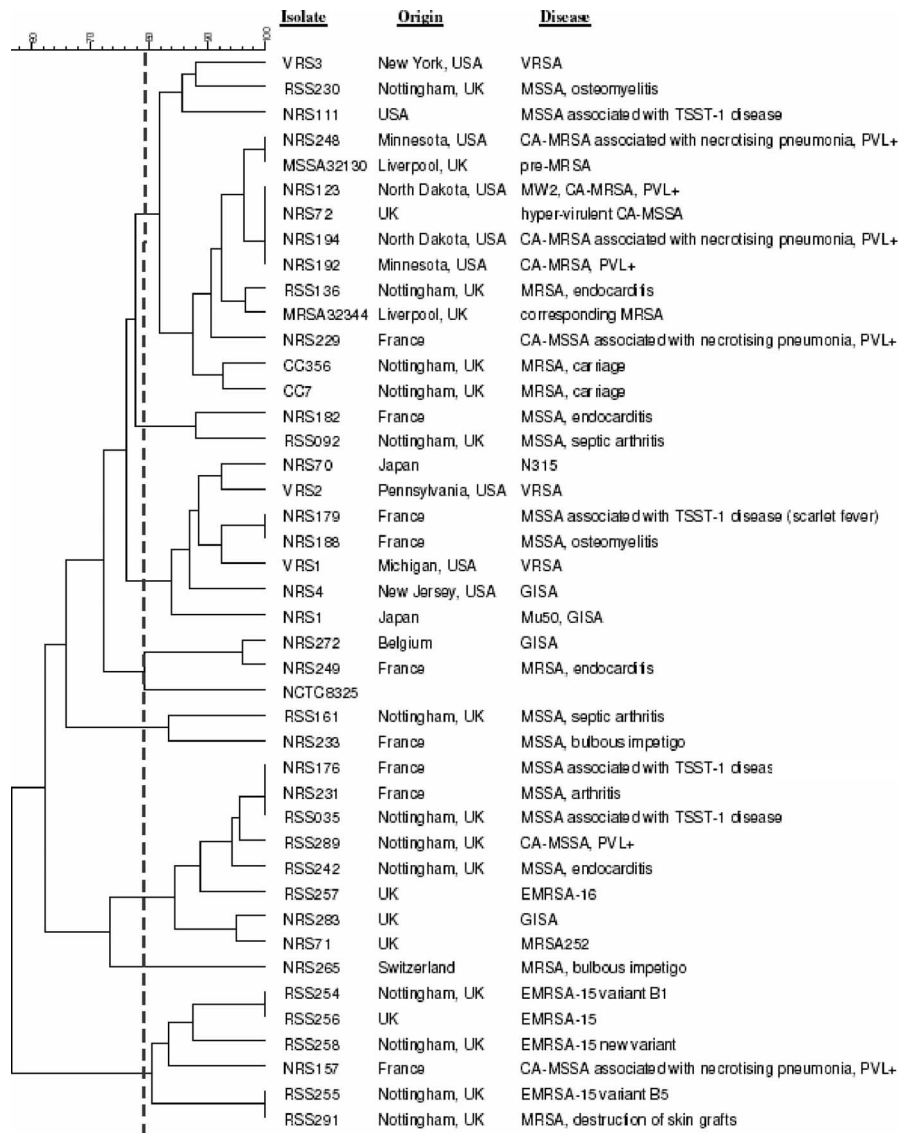 Isolate Origin Disease
60 70 80 90 100
VRS3 New York, USA VRSA
RSS230 Nottingham, UK MSSA, osteomyelitis
NRS111 USA MSSA associated with TSST-1 disease
NRS248 Minnesota, USA CA-MRSA associated with necrotising pneumonia, PVL+
MSSA32130 Liverpool, UK pre-MRSA
NRS123 North Dakota, USA MW2, CA-MRSA, PVL+
NRS72 UK hyper-virulent CA-MSSA
NRS194 North Dakota, USA CA-MRSA associated with necrotising pneumonia, PVL+
NRS192 Minnesota, USA CA-MRSA, PVL+
RSS136 Nottingham, UK MRSA, endocarditis
MRSA32344 Liverpool, UK corresponding MRSA
NRS229 France CA-MSSA associated with necrotising pneumonia, PVL+
CC356 Nottingham, UK MRSA, carriage
CC7 Nottingham, UK MRSA, carriage
NRS182 France MSSA, endocarditis
RSS092 Nottingham, UK MSSA, septic arthritis
NRS70 Japan N315
VRS2 Pennsylvania, USA VRSA
NRS179 France MSSA associated with TSST-1 disease (scarlet fever)
NRS188 France MSSA, osteomyelitis
VRS1 Michigan, USA VRSA
NRS4 New Jersey, USA GISA
NRS1 Japan Mu50, GISA
NRS272 Belgium GISA
NRS249 France MRSA, endocarditis
NCTC8325
RSS161 Nottingham, UK MSSA, septic arthritis
NRS233 France MSSA, bulbous impetigo
NRS176 France MSSA associated with TSST-1 diseas
NRS231 France MSSA, arthritis
RSS035 Nottingham, UK MSSA associated with TSST-1 disease
RSS289 Nottingham, UK CA-MSSA, PVL+
RSS242 Nottingham, UK MSSA, endocarditis
RSS257 UK EMRSA-16
NRS283 UK GISA
NRS71 UK MRSA252
NRS265 Switzerland MRSA, bulbous impetigo
RSS254 Nottingham, UK EMRSA-15 variant B1
RSS256 UK EMRSA-15
RSS258 Nottingham, UK EMRSA-15 new variant
NRS157 France CA-MSSA associated with necrotising pneumonia, PVL+
RSS255 Nottingham, UK EMRSA-15 variant B5
RSS291 Nottingham, UK MRSA, destruction of skin grafts